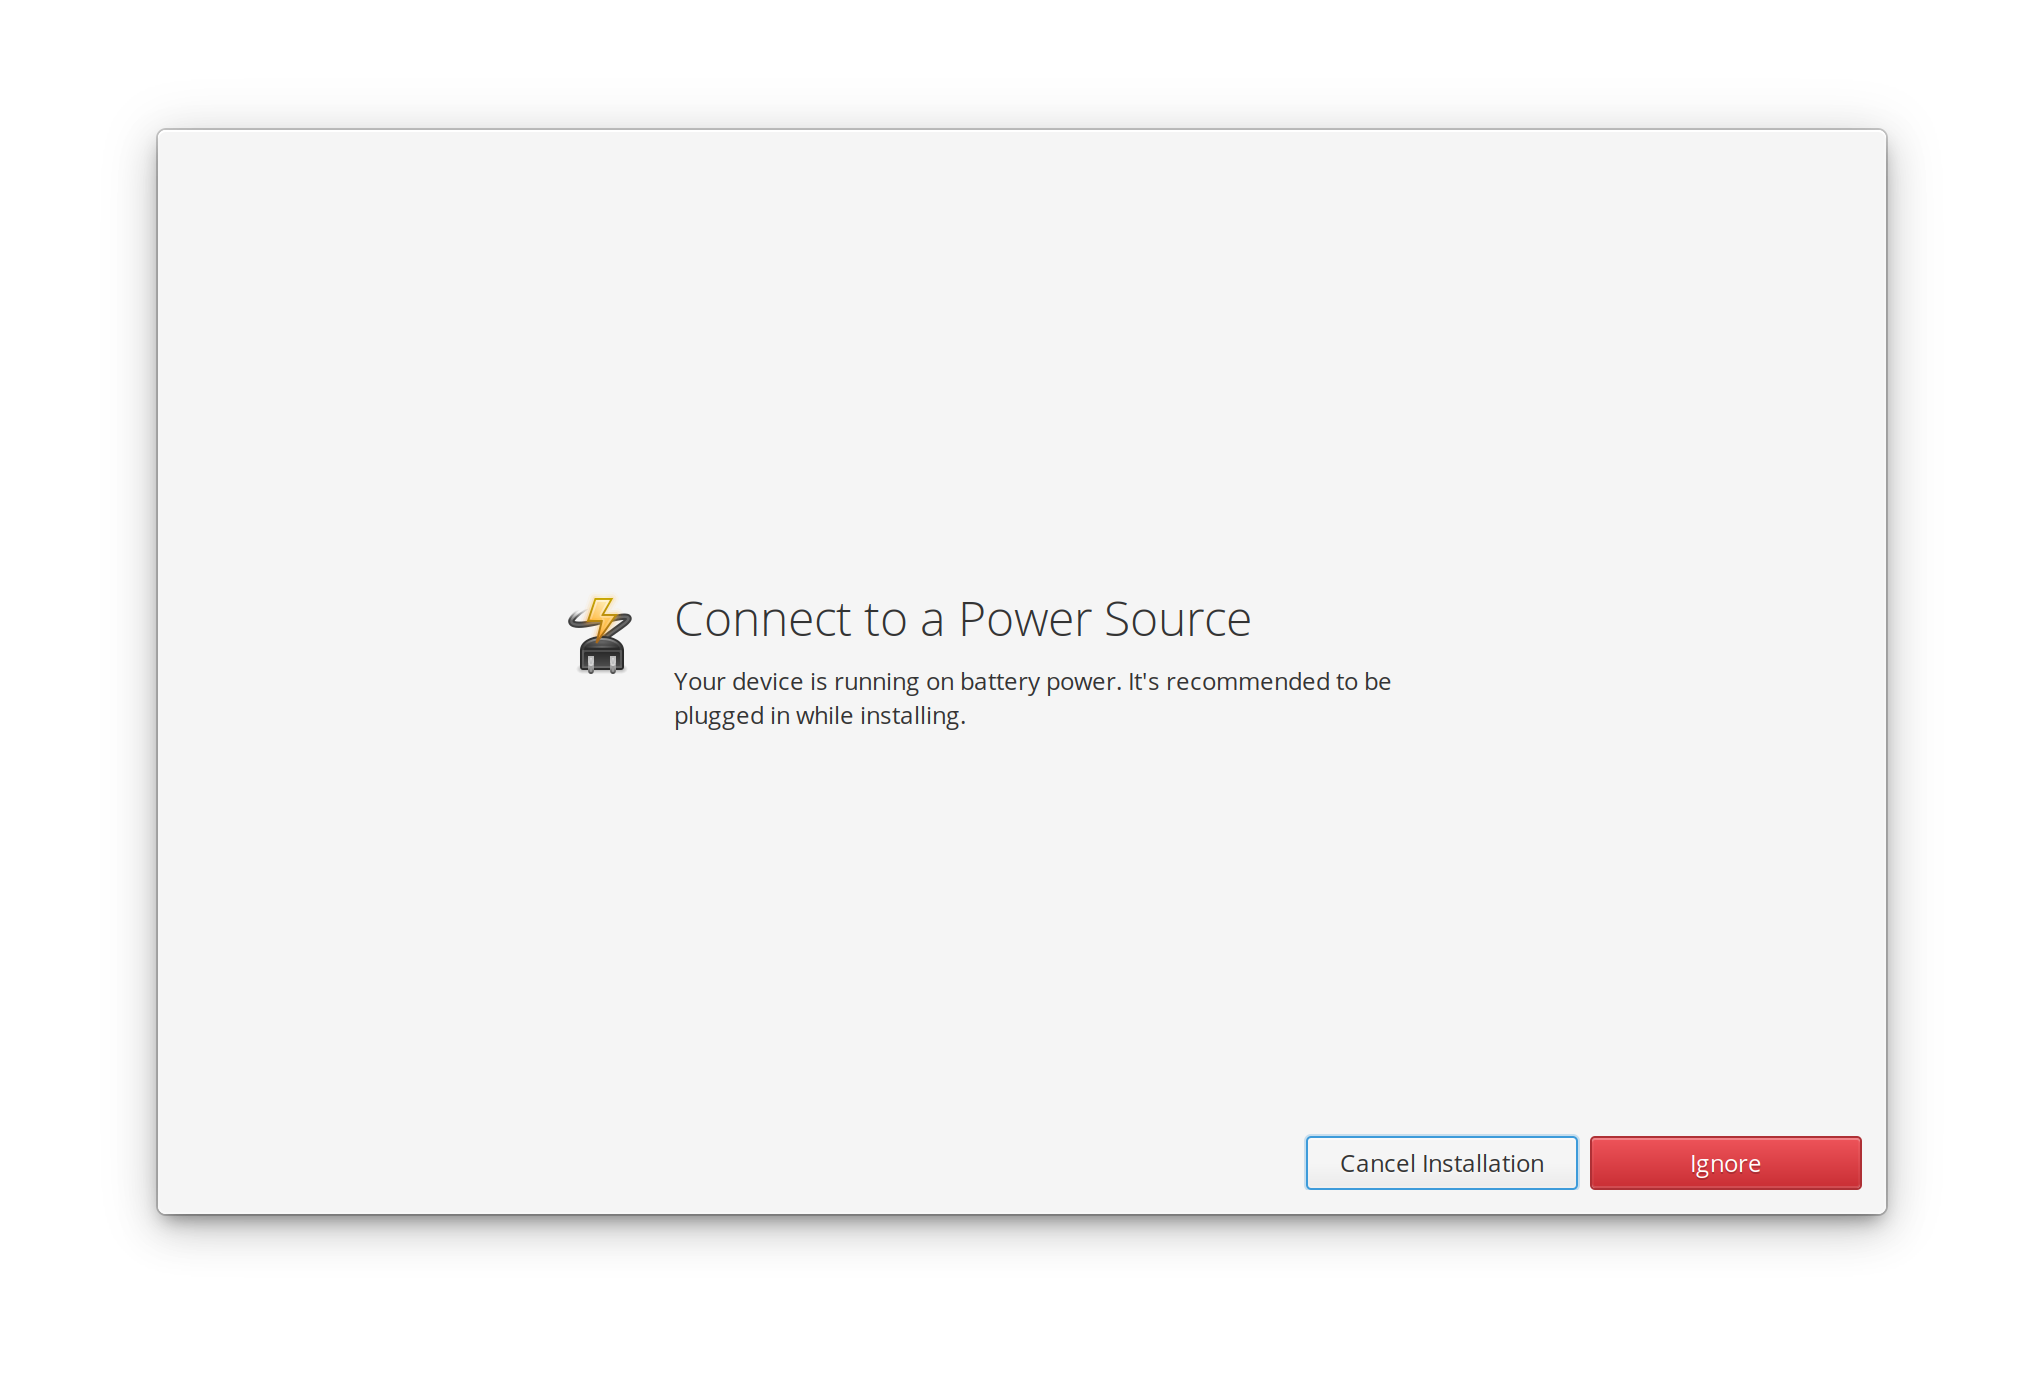 Connect to a Power Source
Your device is running on battery power. It's recommended to be
plugged in while installing.
Cancel Installation
Ignore